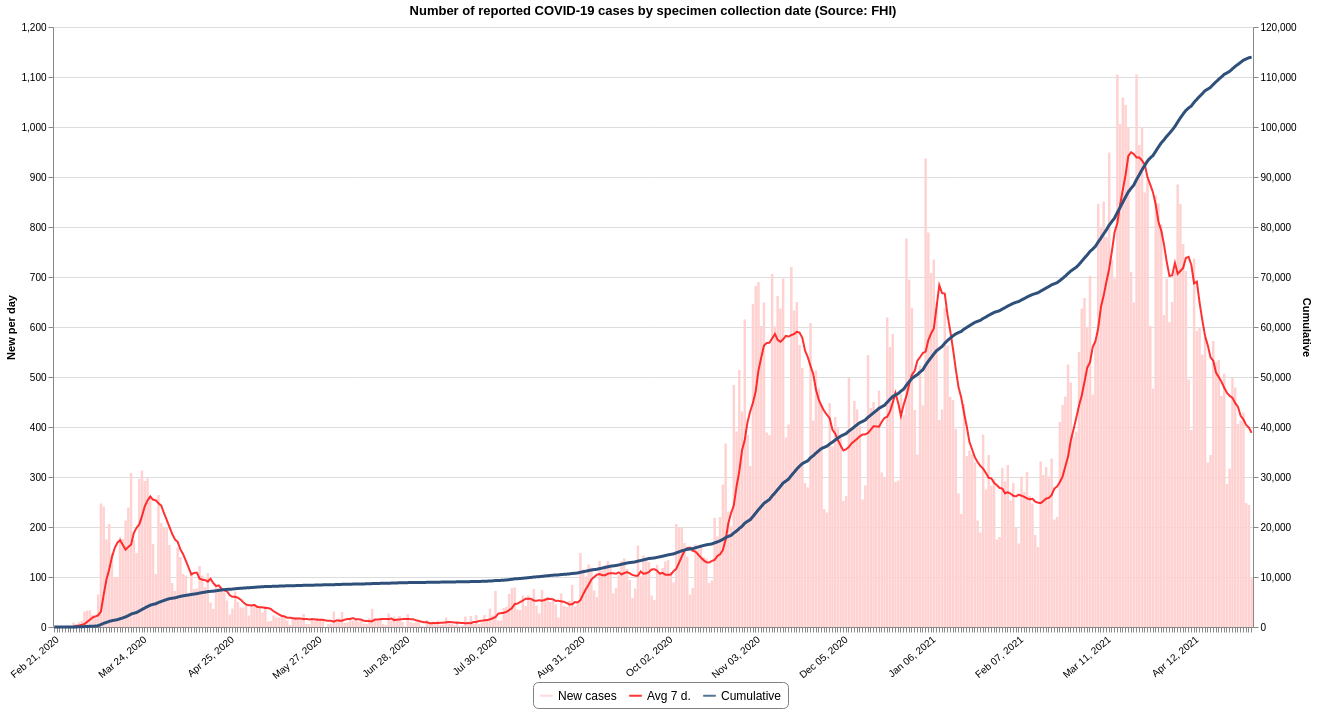 Number of reported COVID-19 cases by specimen collection date (Source: FHI)
1,200
1,100
1,000
900
800
700
600
500
400
300
200
100
0
New per day
120,000
110,000
100,000
90,000
80,000
70,000
60,000
50,000
40,000
30,000
20,000
10,000
0
Cumulative
Feb 21, 2020
Mar 24, 2020
Apr 25, 2020
May 27, 2020
Jun 28, 2020
Jul 30, 2020
Aug 31, 2020
Oct 02, 2020
Nov 03, 2020
Dec 05, 2020
Jan 06, 2021
Feb 07, 2021
Mar 11, 2021
Apr 12, 2021
New cases Avg 7 d. Cumulative